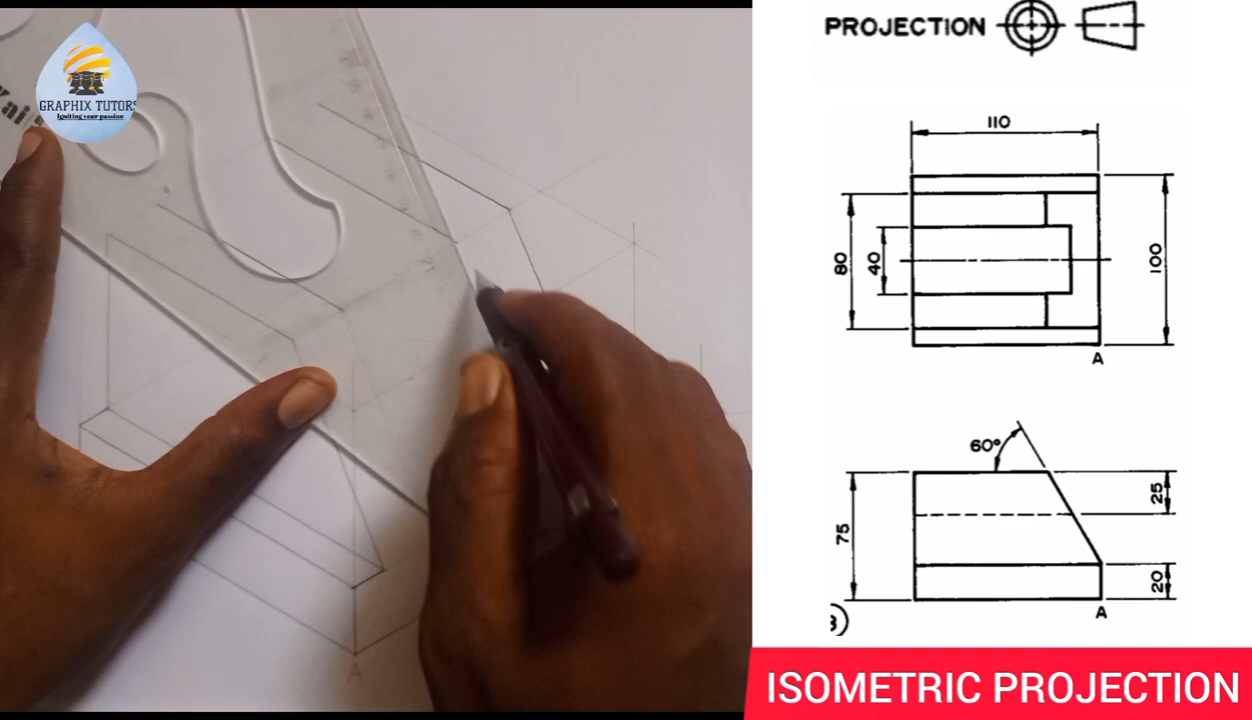 GRAPHIX TUTORS
Igniting your passion
PROJECTION
110
80
40
100
A
60°
75
25
20
A
A
ISOMETRIC PROJECTION